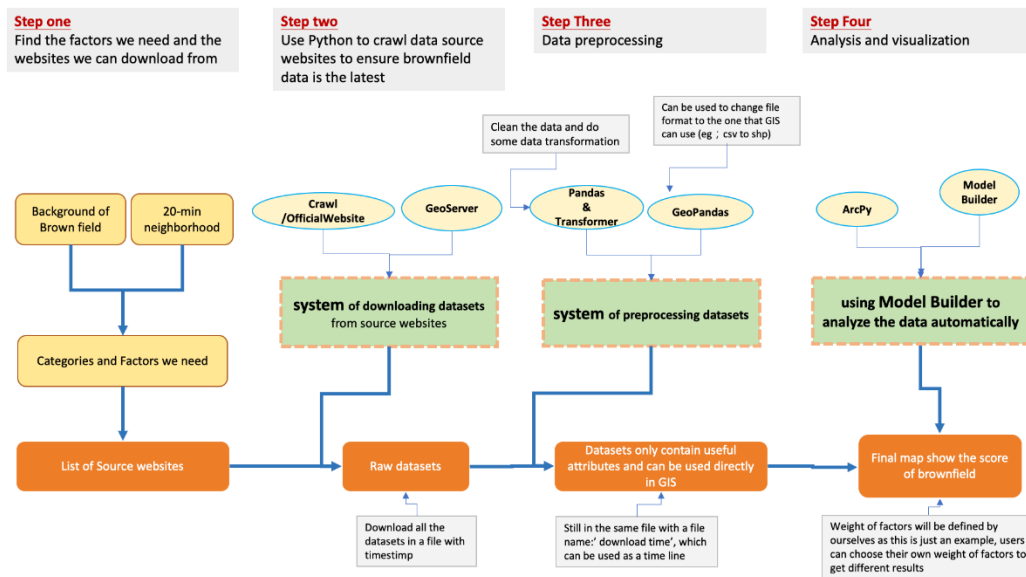 Step one
Find the factors we need and the
websites we can download from
Step two
Use Python to crawl data source
websites to ensure brownfield
data is the latest
Step Three
Data preprocessing
Step Four
Analysis and visualization
Clean the data and do
some data transformation
Can be used to change file
format to the one that GIS
can use (eg；csv to shp)
Background of
Brown field
20-min
neighborhood
Crawl
/OfficialWebsite
GeoServer
Pandas
&
Transformer
GeoPandas
ArcPy
Model
Builder
system of downloading datasets
from source websites
system of preprocessing datasets
using Model Builder to
analyze the data automatically
Categories and Factors we need
List of Source websites
Raw datasets
Datasets only contain useful
attributes and can be used directly
in GIS
Final map show the score
of brownfield
Download all the
datasets in a file with
timestimp
Still in the same file with a file
name:’ download time’, which
can be used as a time line
Weight of factors will be defined by
ourselves as this is just an example, users
can choose their own weight of factors to
get different results